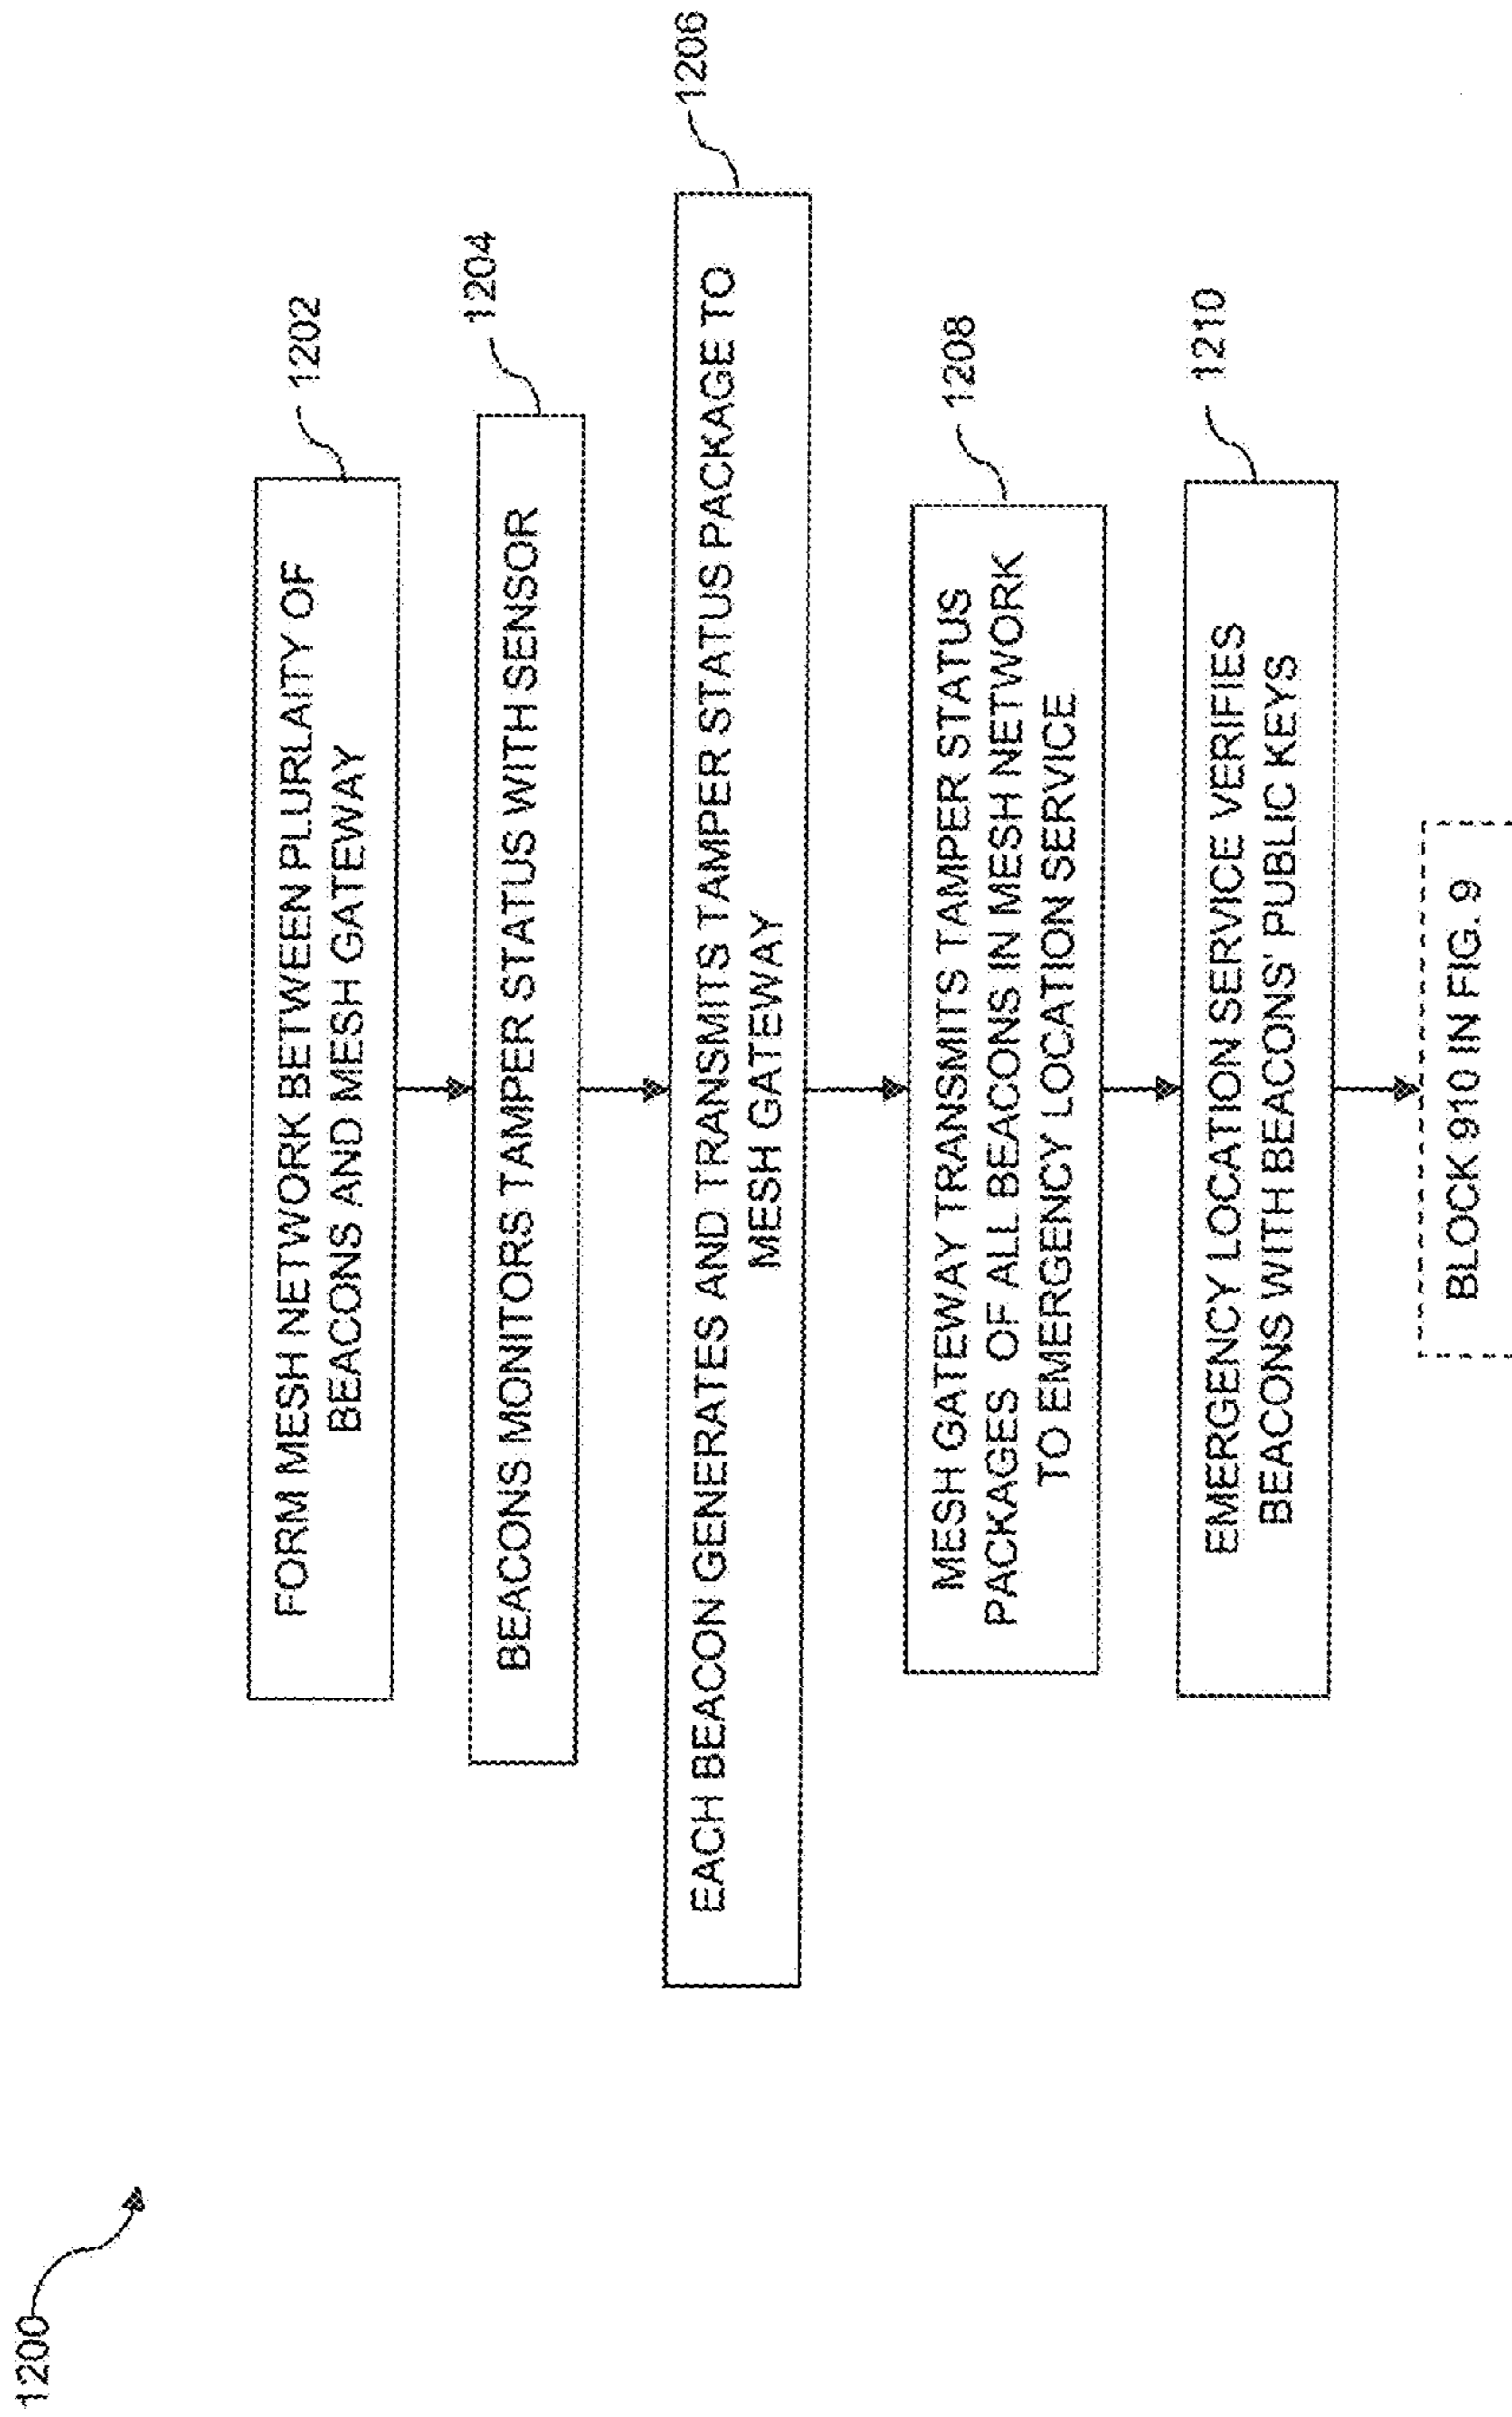 1200
FORM MESH NETWORK BETWEEN PLURLAITY OF
BEACONS AND MESH GATEWAY
1202
BEACONS MONITORS TAMPER STATUS WITH SENSOR
1204
EACH BEACON GENERATES AND TRANSMITS TAMPER STATUS PACKAGE TO
MESH GATEWAY
1206
MESH GATEWAY TRANSMITS TAMPER STATUS
PACKAGES OF ALL BEACONS IN MESH NETWORK
TO EMERGENCY LOCATION SERVICE
1208
EMERGENCY LOCATION SERVICE VERIFIES
BEACONS WITH BEACONS' PUBLIC KEYS
1210
BLOCK 910 IN FIG. 9